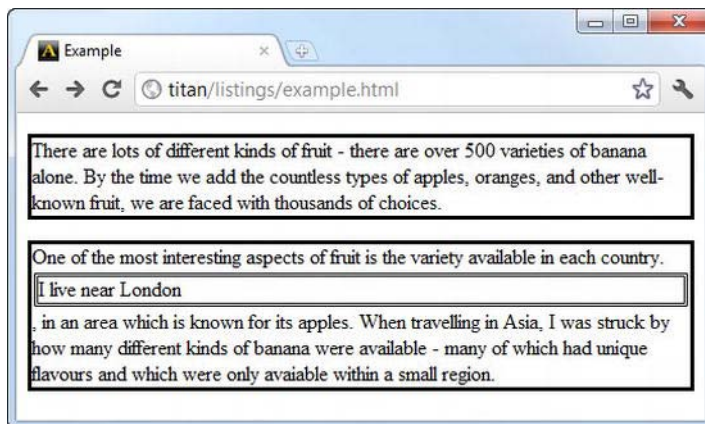 Example
titan/listings/example.html
There are lots of different kinds of fruit - there are over 500 varieties of banana
alone. By the time we add the countless types of apples, oranges, and other well-
known fruit, we are faced with thousands of choices.
One of the most interesting aspects of fruit is the variety available in each country.
I live near London
, in an area which is known for its apples. When travelling in Asia, I was struck by
how many different kinds of banana were available - many of which had unique
flavours and which were only avaiable within a small region.